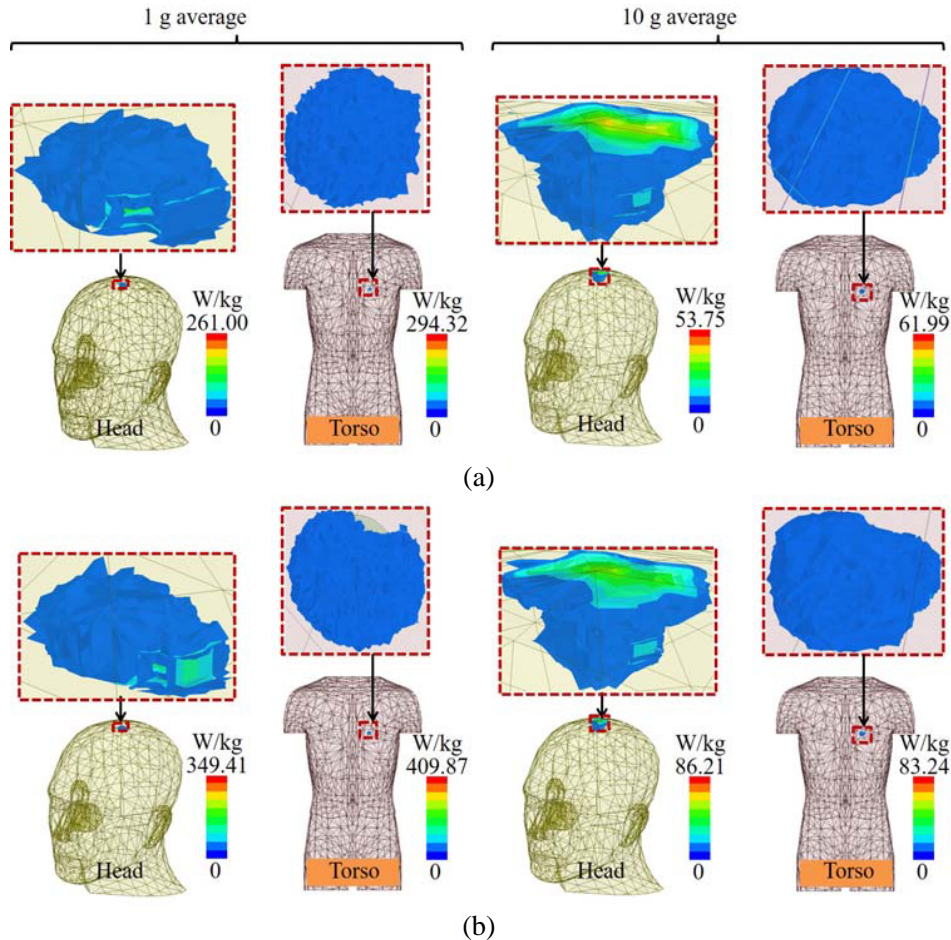 1 g average
10 g average
W/kg
261.00
0
Head
W/kg
294.32
0
Torso
W/kg
53.75
0
Head
W/kg
61.99
0
Torso
(a)
W/kg
349.41
0
Head
W/kg
409.87
0
Torso
W/kg
86.21
0
Head
W/kg
83.24
0
Torso
(b)